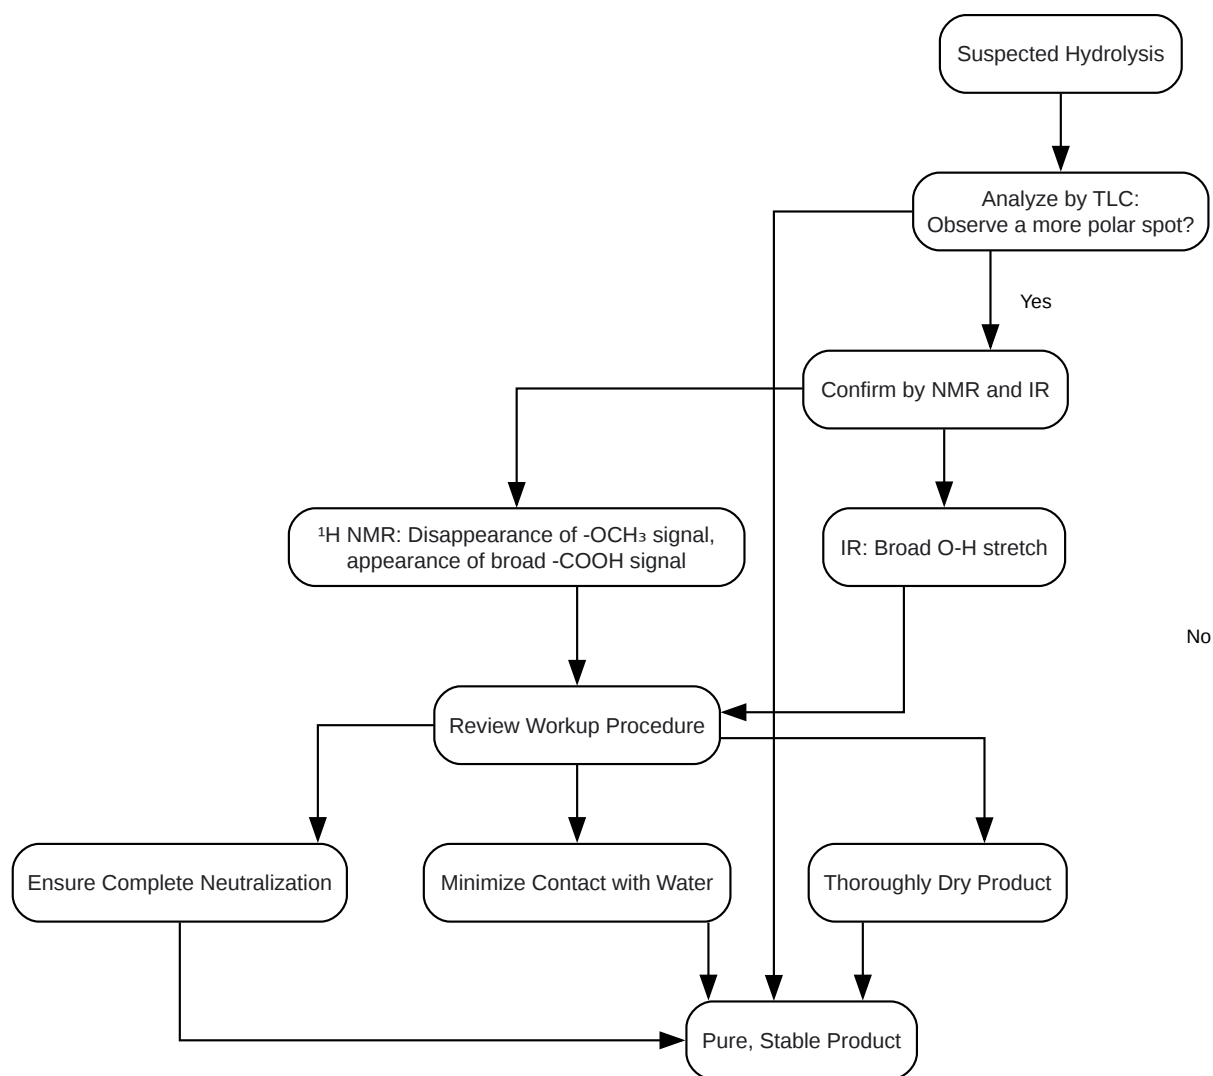 Suspected Hydrolysis
Analyze by TLC:
Observe a more polar spot?
Yes
Confirm by NMR and IR
¹H NMR: Disappearance of -OCH₃ signal,
appearance of broad -COOH signal
IR: Broad O-H stretch
No
Review Workup Procedure
Ensure Complete Neutralization
Minimize Contact with Water
Thoroughly Dry Product
Pure, Stable Product